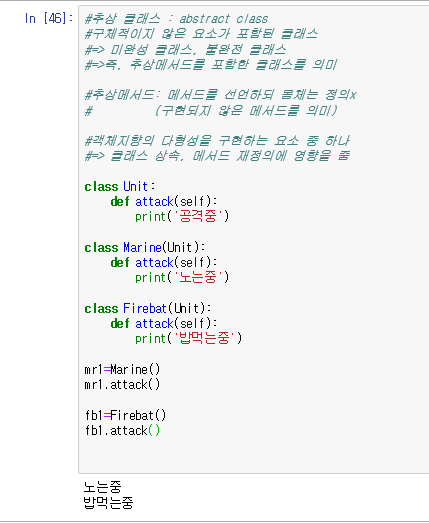 In [46]:
#추상 클래스 : abstract class
#구체적이지 않은 요소가 포함된 클래스
#=> 미완성 클래스, 불완전 클래스
#=>즉, 추상메서드를 포함한 클래스를 의미
#추상메서드: 메서드를 선언하되 몸체는 정의x
#          (구현되지 않은 메서드를 의미)
#객체지향의 다형성을 구현하는 요소 중 하나
#=> 클래스 상속, 메서드 재정의에 영향을 줌
class Unit:
    def attack(self):
        print('공격중')
class Marine(Unit):
    def attack(self):
        print('노는중')
class Firebat(Unit):
    def attack(self):
        print('밥먹는중')
mr1=Marine()
mr1.attack()
fb1=Firebat()
fb1.attack()
노는중
밥먹는중